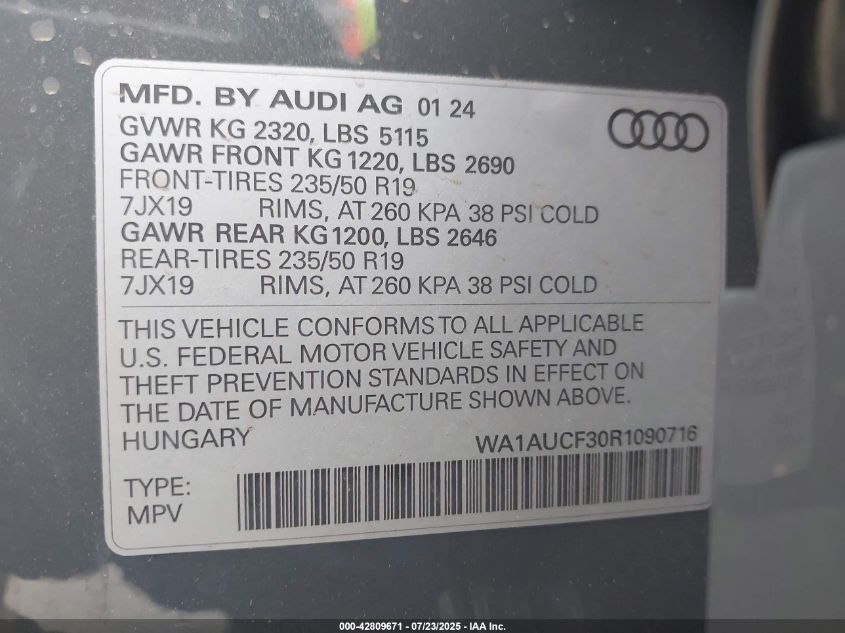 MFD. BY AUDI AG 01 24
GVWR KG 2320, LBS 5115
GAWR FRONT KG 1220, LBS 2690
FRONT-TIRES 235/50 R19
7JX19 RIMS, AT 260 KPA 38 PSI COLD
GAWR REAR KG1200, LBS 2646
REAR-TIRES 235/50 R19
7JX19 RIMS, AT 260 KPA 38 PSI COLD
THIS VEHICLE CONFORMS TO ALL APPLICABLE
U.S. FEDERAL MOTOR VEHICLE SAFETY AND
THEFT PREVENTION STANDARDS IN EFFECT ON
THE DATE OF MANUFACTURE SHOWN ABOVE.
HUNGARY WA1AUCF30R1090716
TYPE:
MPV
000-42809671 - 07/23/2025 - IAA Inc.